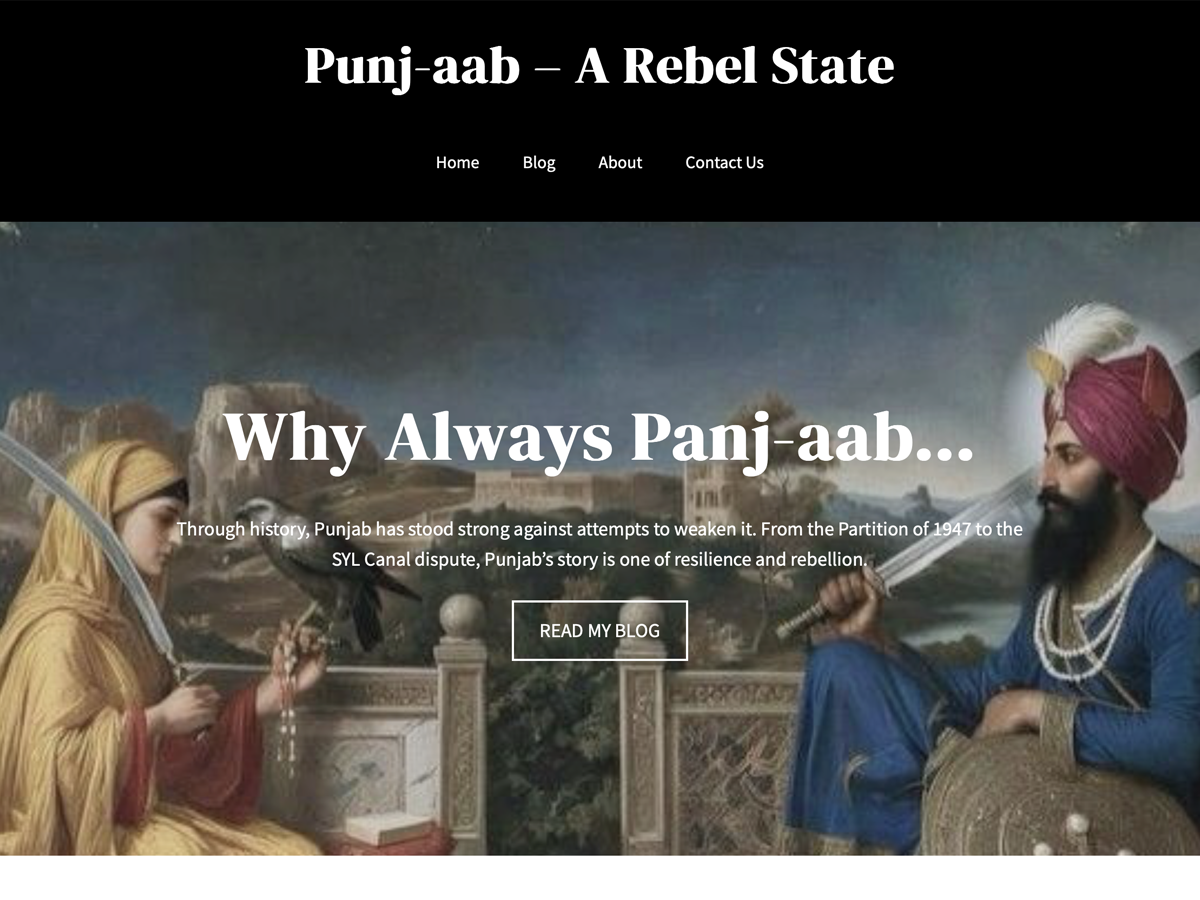 Punj-aab – A Rebel State
Home Blog About Contact Us
Why Always Panj-aab...
Through history, Punjab has stood strong against attempts to weaken it. From the Partition of 1947 to the
SYL Canal dispute, Punjab’s story is one of resilience and rebellion.
READ MY BLOG